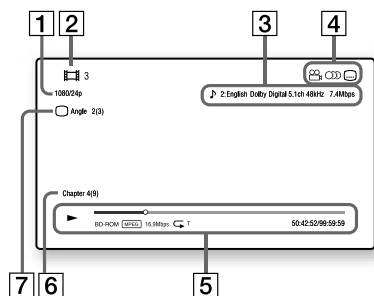 1 2 3 4
3
1080/24p
2:English Dolby Digital 5.1ch 48kHz 7.4Mbps
Angle 2(3)
Chapter 4(9)
BD-ROM MPEG 16.9Mbps T 50:42:52/99:59:59
7 6 5